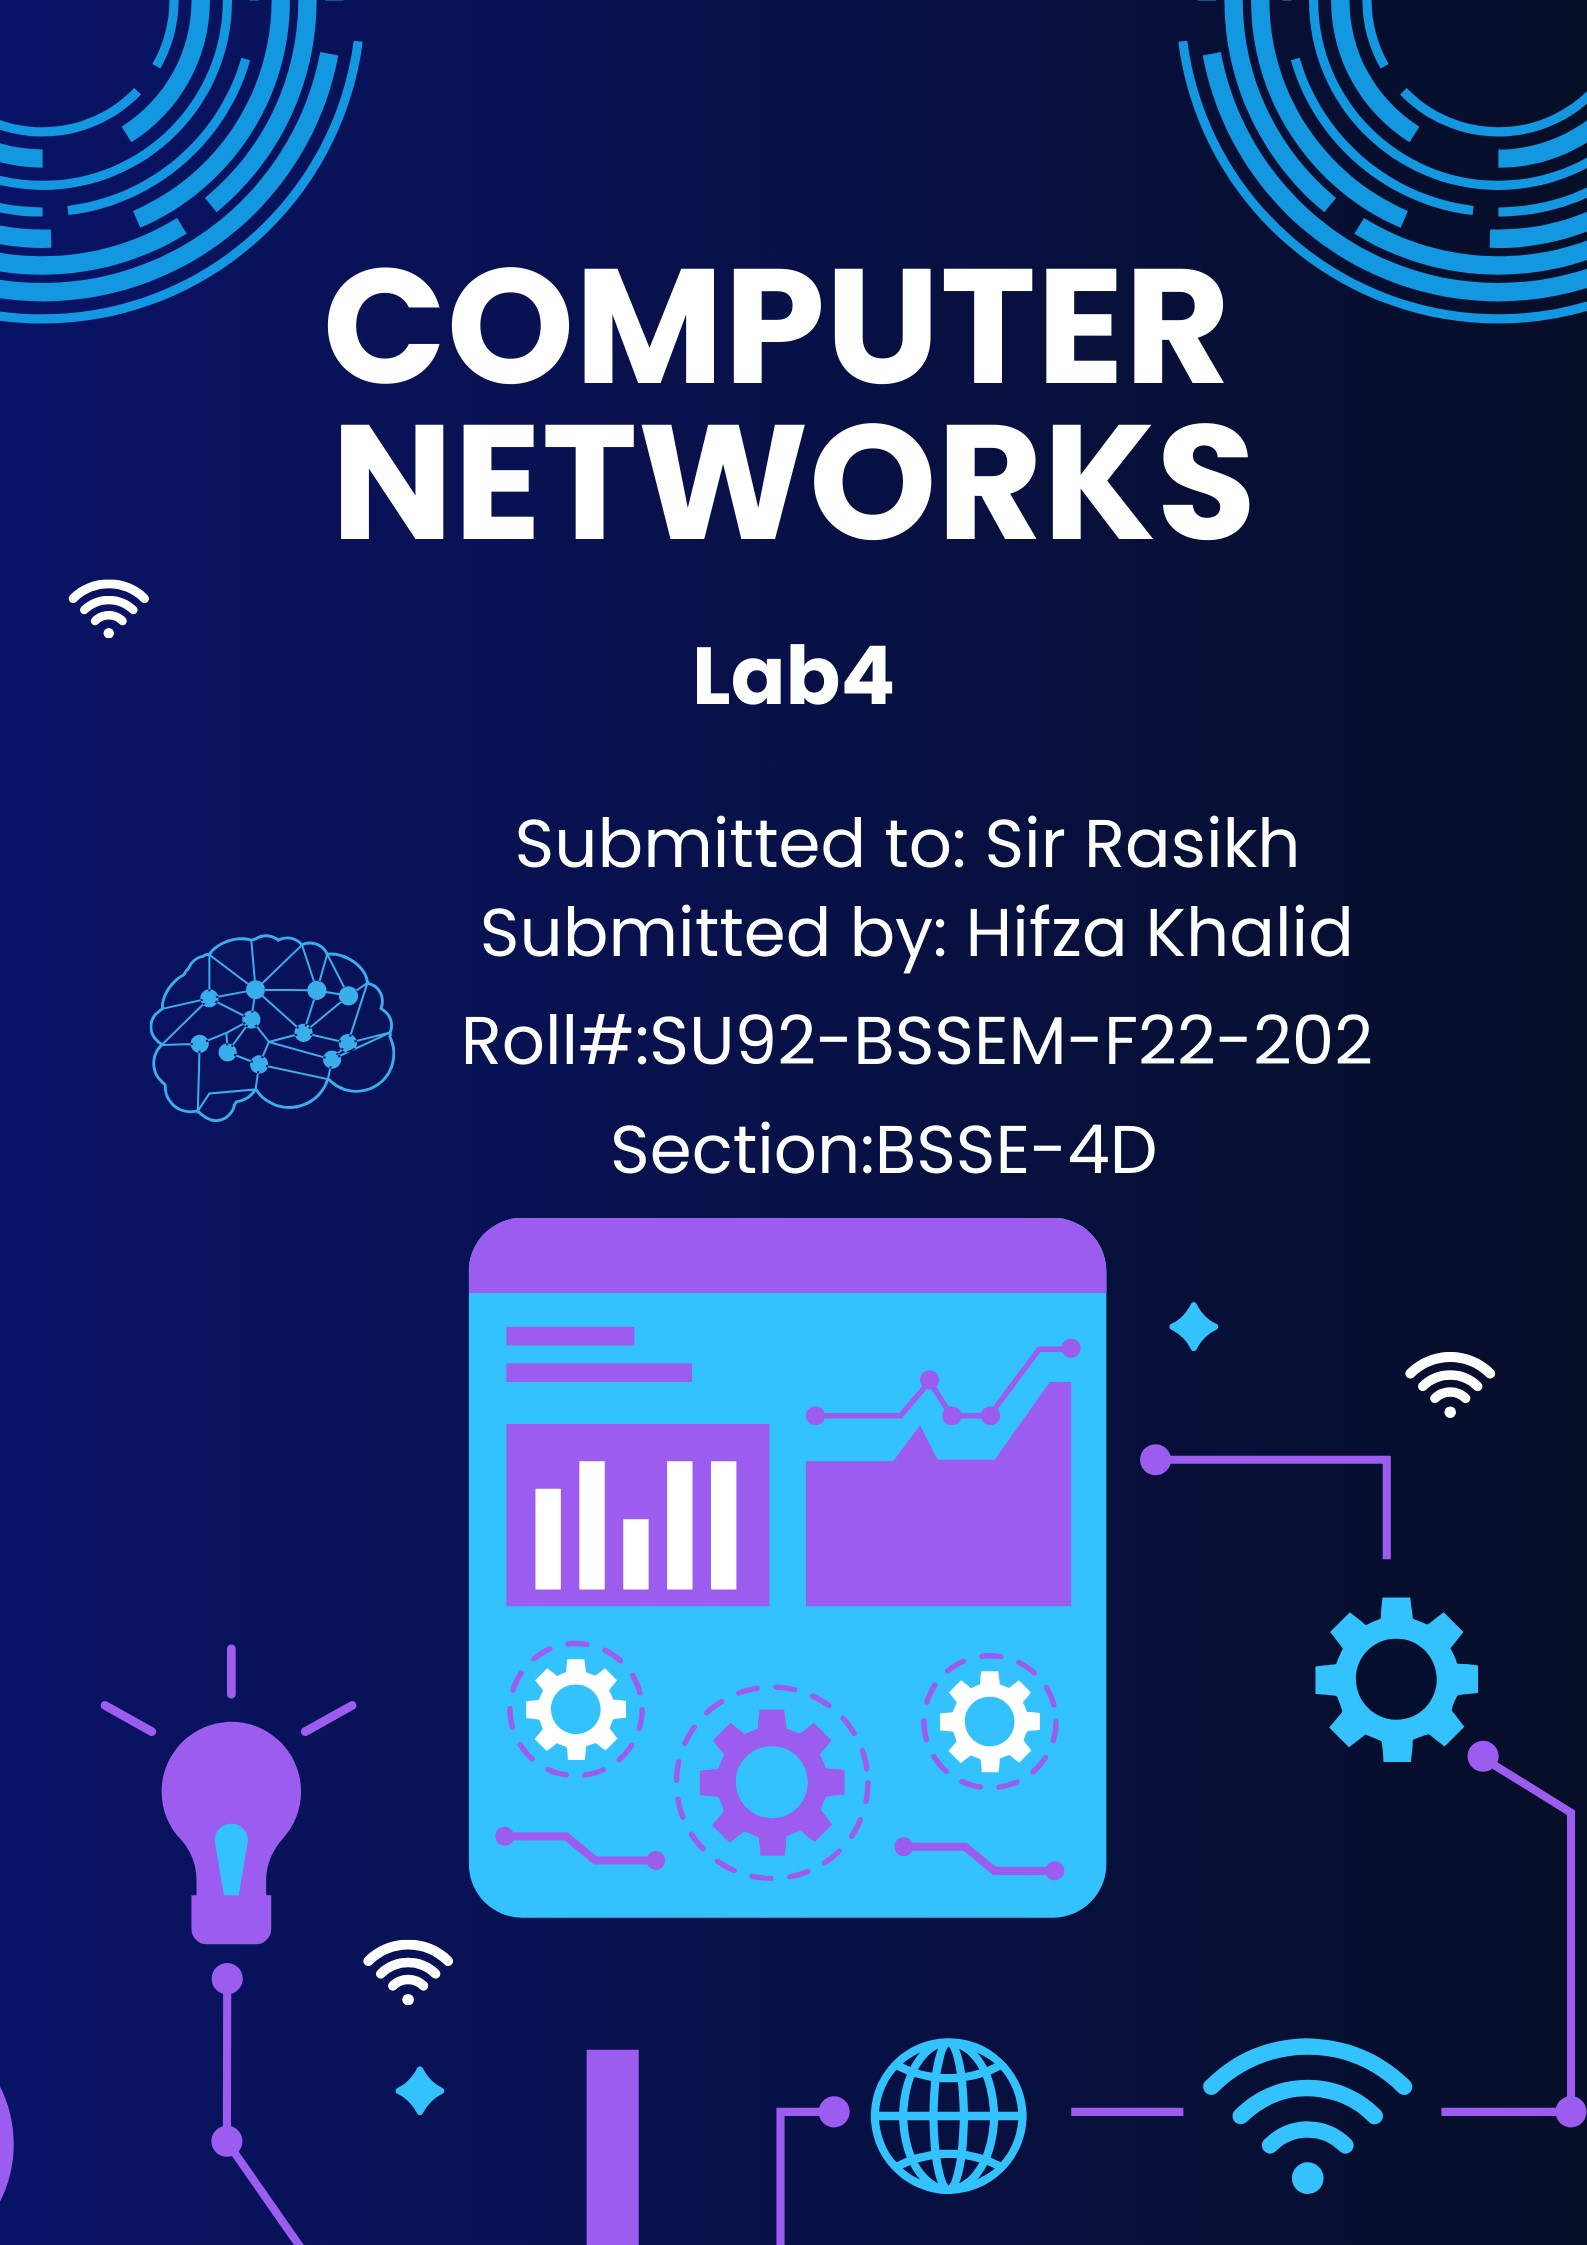 COMPUTER
NETWORKS
Lab4
Submitted to: Sir Rasikh
Submitted by: Hifza Khalid
Roll#:SU92-BSSEM-F22-202
Section:BSSE-4D